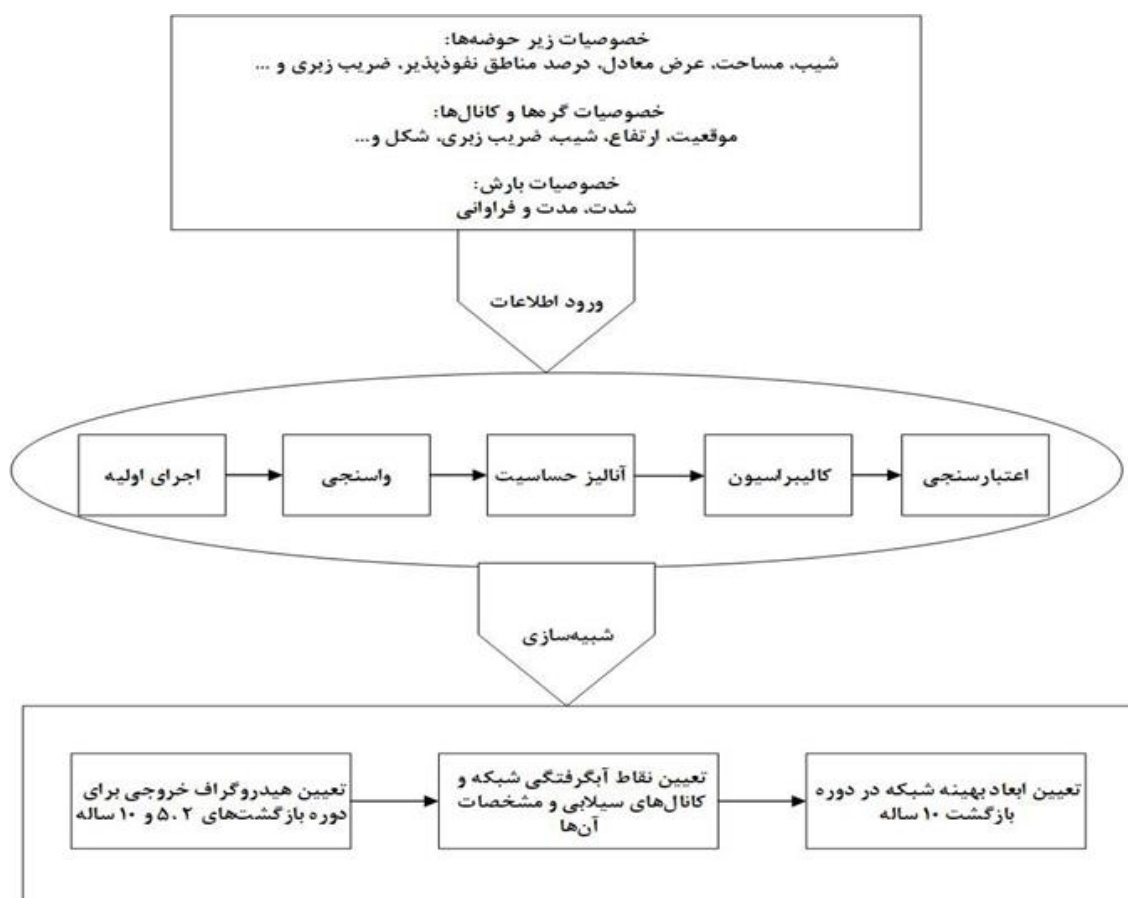 خصوصیات زیر حوضه‌ها:
شیب، مساحت، عرض معادل، درصد مناطق نفوذپذیر، ضریب زبری و ...
خصوصیات گره‌ها و کانال‌ها:
موقعیت، ارتفاع، شیب، ضریب زبری، شکل و...
خصوصیات بارش:
شدت، مدت و فراوانی
ورود اطلاعات
اجرای اولیه
واسنجی
آنالیز حساسیت
کالیبراسیون
اعتبارسنجی
شبیه‌سازی
تعیین هیدروگراف خروجی برای
دوره بازگشت‌های ۲، ۵ و ۱۰ ساله
تعیین نقاط آبگرفتگی شبکه و
کانال‌های سیلابی و مشخصات
آن‌ها
تعیین ابعاد بهینه شبکه در دوره
بازگشت ۱۰ ساله